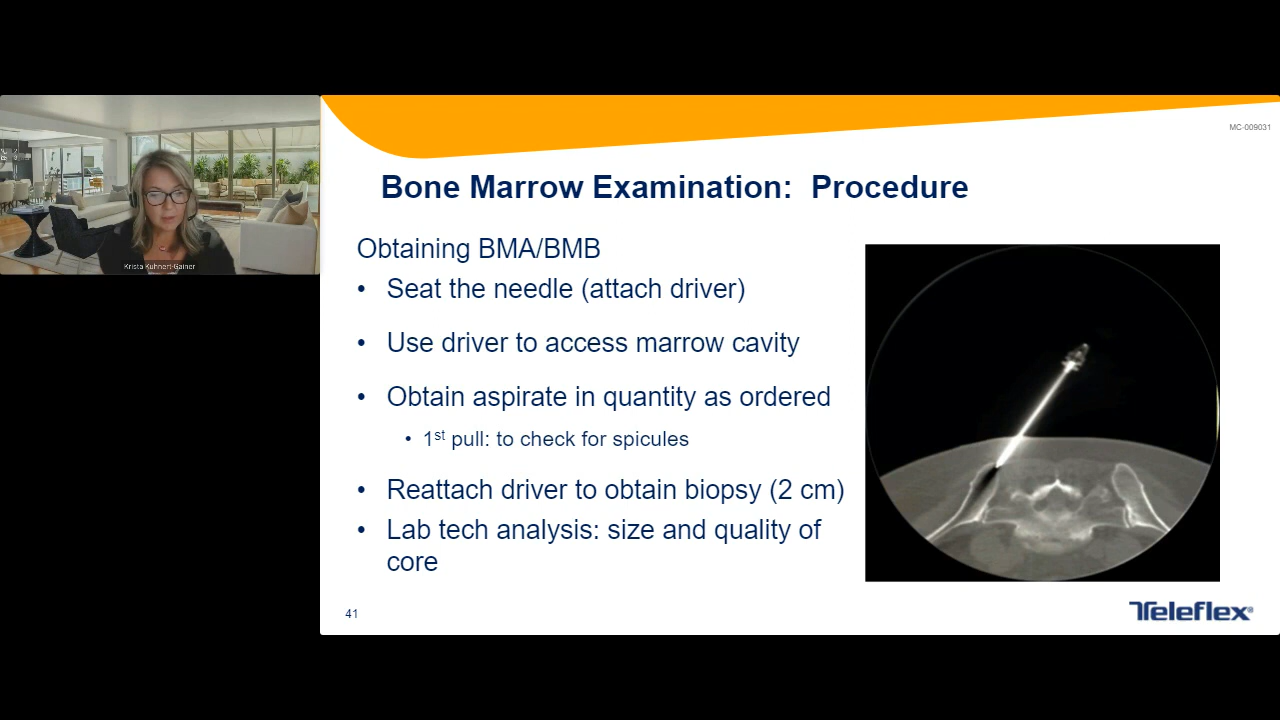 MC-009031
Bone Marrow Examination: Procedure
Krista Kuhnert-Gainer
Obtaining BMA/BMB
• Seat the needle (attach driver)
• Use driver to access marrow cavity
• Obtain aspirate in quantity as ordered
• 1st pull: to check for spicules
• Reattach driver to obtain biopsy (2 cm)
• Lab tech analysis: size and quality of
core
41
Teleflex®